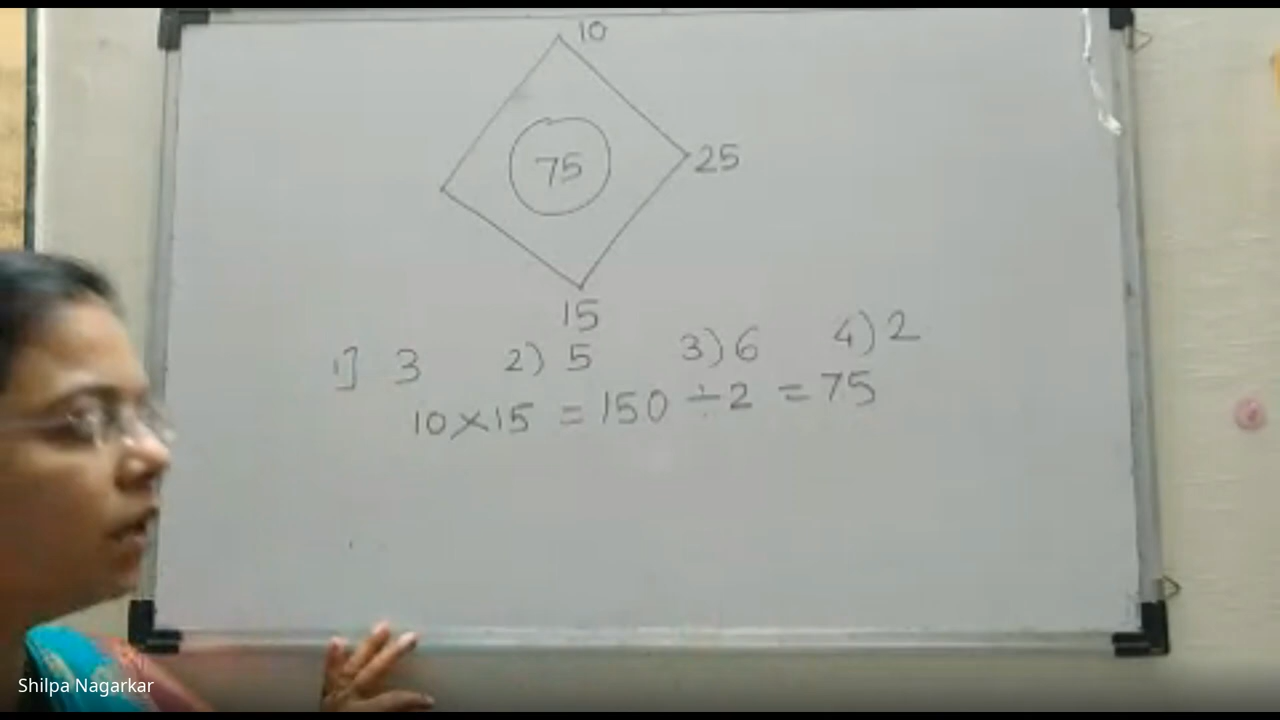 10
75
25
15
1] 3 2) 5 3) 6 4) 2
10×15 = 150 ÷ 2 = 75
Shilpa Nagarkar